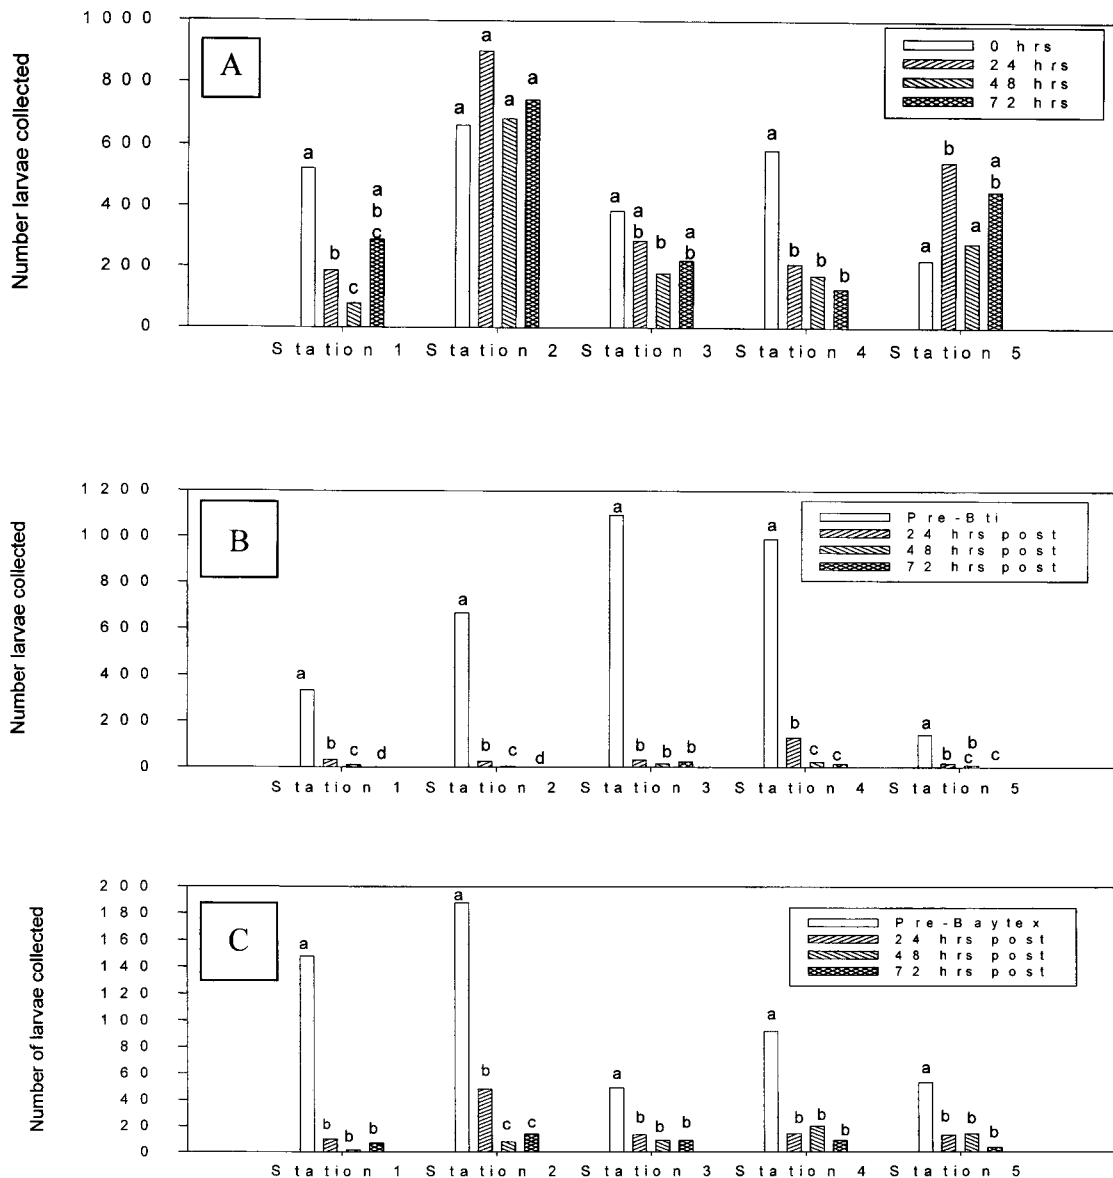 A
Number larvae collected
1000
800
600
400
200
0
0 hrs
24 hrs
48 hrs
72 hrs
a b c a b c
a a a a
a a b b a b
a b b b
a b a a b
Station 1 Station 2 Station 3 Station 4 Station 5
B
Number larvae collected
1200
1000
800
600
400
200
0
Pre-Bti
24 hrs post
48 hrs post
72 hrs post
a b c d
a b c d
a b b b
a b c c
a b b c c
Station 1 Station 2 Station 3 Station 4 Station 5
C
Number of larvae collected
200
180
160
140
120
100
80
60
40
20
0
Pre-Baytex
24 hrs post
48 hrs post
72 hrs post
a b b b
a b c c
a b b b
a b b b
a b b b
Station 1 Station 2 Station 3 Station 4 Station 5